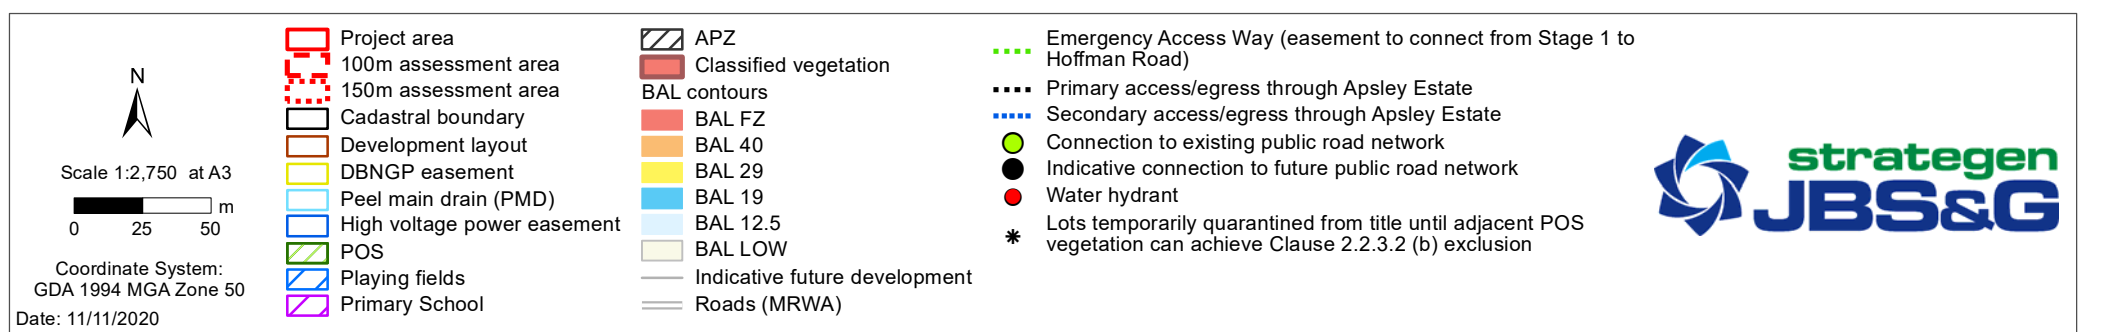 N
Scale 1:2,750 at A3
m
0 25 50
Coordinate System:
GDA 1994 MGA Zone 50
Date: 11/11/2020
Project area
100m assessment area
150m assessment area
Cadastral boundary
Development layout
DBNGP easement
Peel main drain (PMD)
High voltage power easement
POS
Playing fields
Primary School
APZ
Classified vegetation
BAL contours
BAL FZ
BAL 40
BAL 29
BAL 19
BAL 12.5
BAL LOW
Indicative future development
Roads (MRWA)
Emergency Access Way (easement to connect from Stage 1 to
Hoffman Road)
Primary access/egress through Apsley Estate
Secondary access/egress through Apsley Estate
Connection to existing public road network
Indicative connection to future public road network
Water hydrant
Lots temporarily quarantined from title until adjacent POS
vegetation can achieve Clause 2.2.3.2 (b) exclusion
strategen
JBS&G